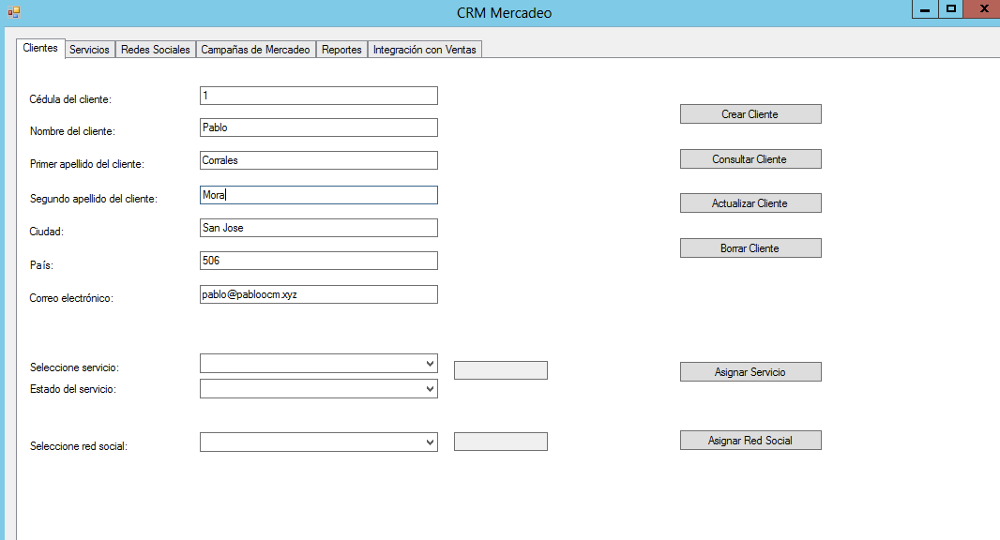 CRM Mercadeo
Clientes Servicios Redes Sociales Campañas de Mercadeo Reportes Integración con Ventas
Cédula del cliente: 1
Crear Cliente
Nombre del cliente: Pablo
Primer apellido del cliente: Corrales
Consultar Cliente
Segundo apellido del cliente: Mora
Actualizar Cliente
Ciudad: San Jose
Borrar Cliente
País: 506
Correo electrónico: pablo@pabloocm.xyz
Seleccione servicio:
Asignar Servicio
Estado del servicio:
Seleccione red social:
Asignar Red Social